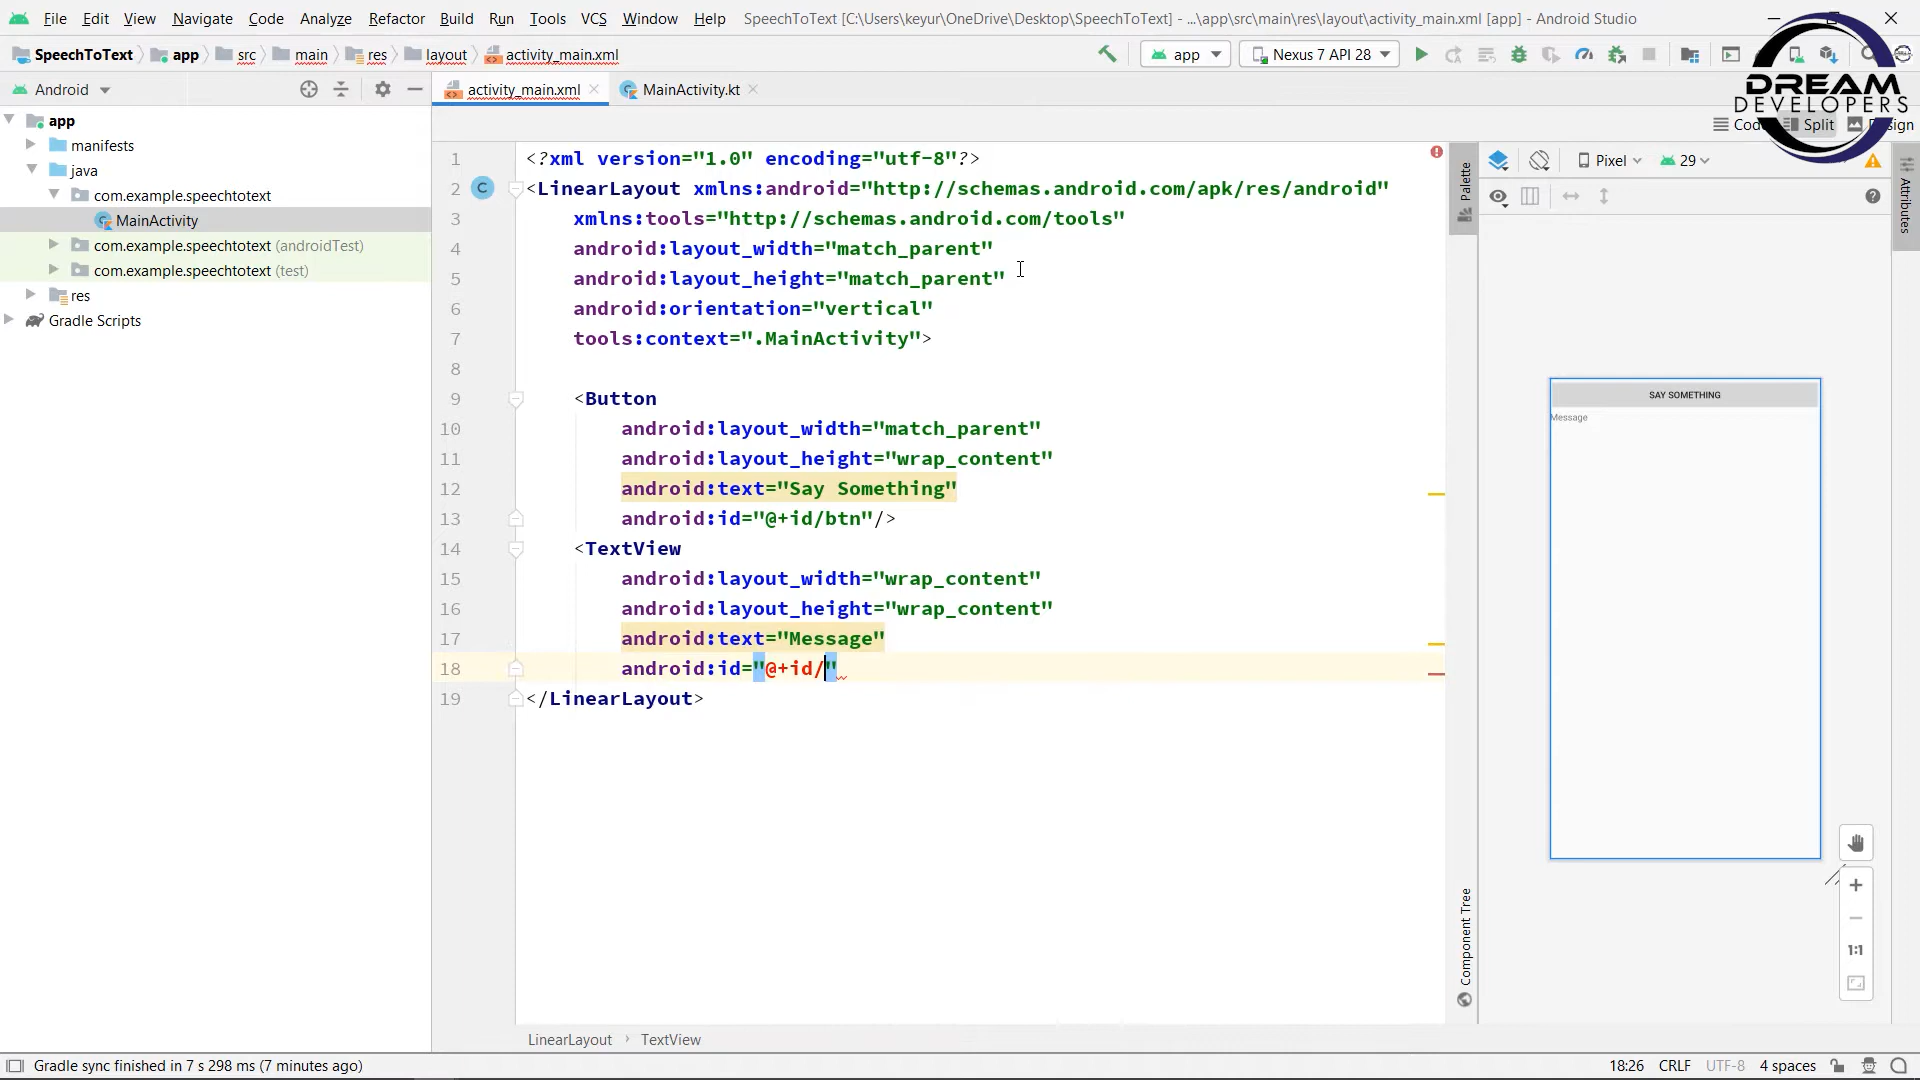 File Edit View Navigate Code Analyze Refactor Build Run Tools VCS Window Help SpeechToText [C:\Users\keyur\OneDrive\Desktop\SpeechToText] - ...\app\src\main\res\layout\activity_main.xml [app] - Android Studio
SpeechToText app src main res layout activity_main.xml app Nexus 7 API 28
DREAM
DEVELOPERS
Android activity_main.xml MainActivity.kt
Code Split Design
app
manifests
java
com.example.speechtotext
MainActivity
com.example.speechtotext (androidTest)
com.example.speechtotext (test)
res
Gradle Scripts
1 <?xml version="1.0" encoding="utf-8"?>
2 <LinearLayout xmlns:android="http://schemas.android.com/apk/res/android"
3 xmlns:tools="http://schemas.android.com/tools"
4 android:layout_width="match_parent"
5 android:layout_height="match_parent"
6 android:orientation="vertical"
7 tools:context=".MainActivity">
8
9 <Button
10 android:layout_width="match_parent"
11 android:layout_height="wrap_content"
12 android:text="Say Something"
13 android:id="@+id/btn"/>
14 <TextView
15 android:layout_width="wrap_content"
16 android:layout_height="wrap_content"
17 android:text="Message"
18 android:id="@+id/"
19 </LinearLayout>
Palette
Component Tree
Pixel 29
Attributes
SAY SOMETHING
Message
1:1
LinearLayout › TextView
Gradle sync finished in 7 s 298 ms (7 minutes ago) 18:26 CRLF UTF-8 4 spaces